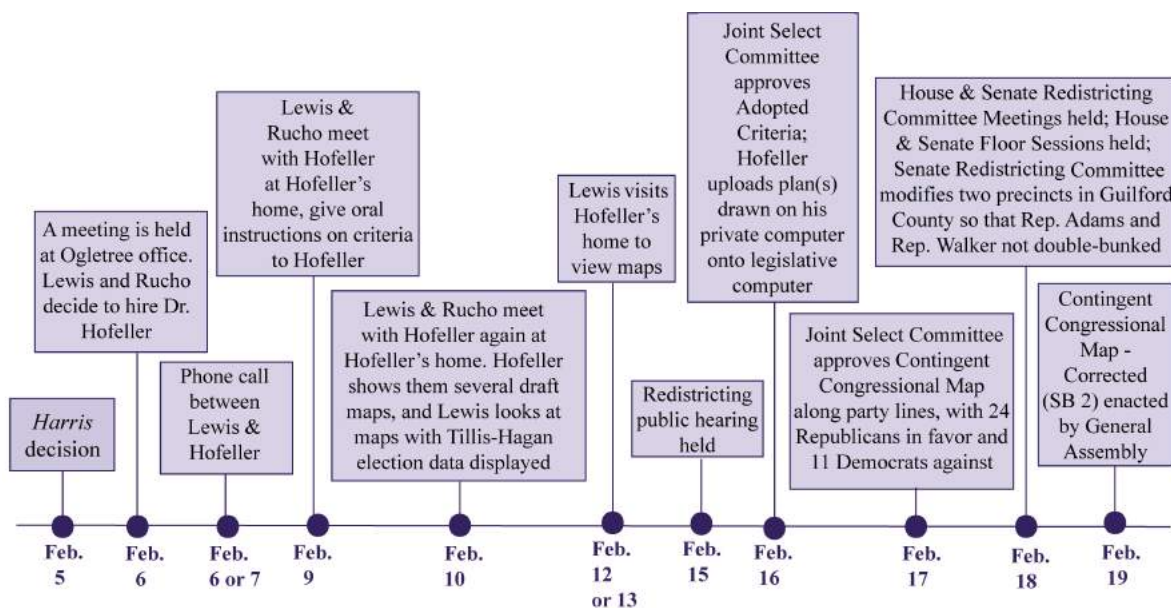 Harris
decision
A meeting is held
at Ogletree office.
Lewis and Rucho
decide to hire Dr.
Hofeller
Phone call
between
Lewis &
Hofeller
Lewis &
Rucho meet
with Hofeller
at Hofeller's
home, give oral
instructions on criteria
to Hofeller
Lewis & Rucho meet
with Hofeller again at
Hofeller's home. Hofeller
shows them several draft
maps, and Lewis looks at
maps with Tillis-Hagan
election data displayed
Lewis visits
Hofeller's
home to
view maps
Redistricting
public hearing
held
Joint Select
Committee
approves
Adopted
Criteria;
Hofeller
uploads plan(s)
drawn on his
private computer
onto legislative
computer
Joint Select Committee
approves Contingent
Congressional Map
along party lines, with 24
Republicans in favor and
11 Democrats against
House & Senate Redistricting
Committee Meetings held; House
& Senate Floor Sessions held;
Senate Redistricting Committee
modifies two precincts in Guilford
County so that Rep. Adams and
Rep. Walker not double-bunked
Contingent
Congressional
Map -
Corrected
(SB 2) enacted
by General
Assembly
Feb.
5
Feb.
6
Feb.
6 or 7
Feb.
9
Feb.
10
Feb.
12
or 13
Feb.
15
Feb.
16
Feb.
17
Feb.
18
Feb.
19